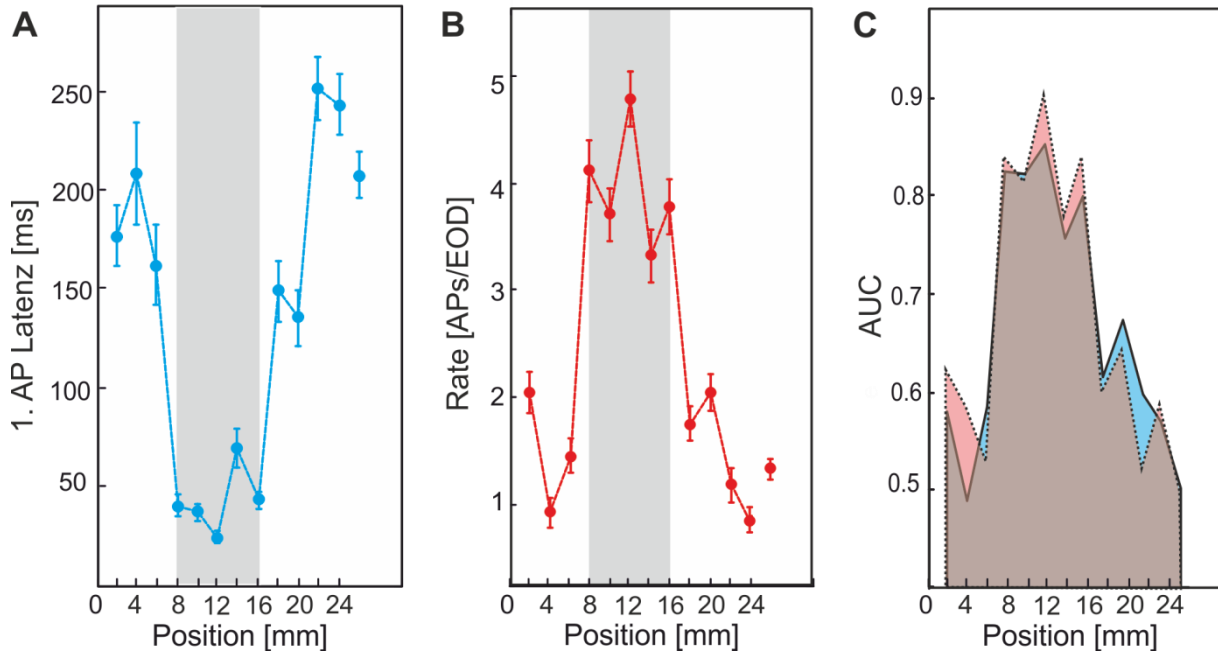 A
1. AP Latenz [ms]
250
200
150
100
50
0 4 8 12 16 20 24
Position [mm]
B
Rate [APs/EOD]
5
4
3
2
1
0 4 8 12 16 20 24
Position [mm]
C
AUC
0.9
0.8
0.7
0.6
0.5
0 4 8 12 16 20 24
Position [mm]